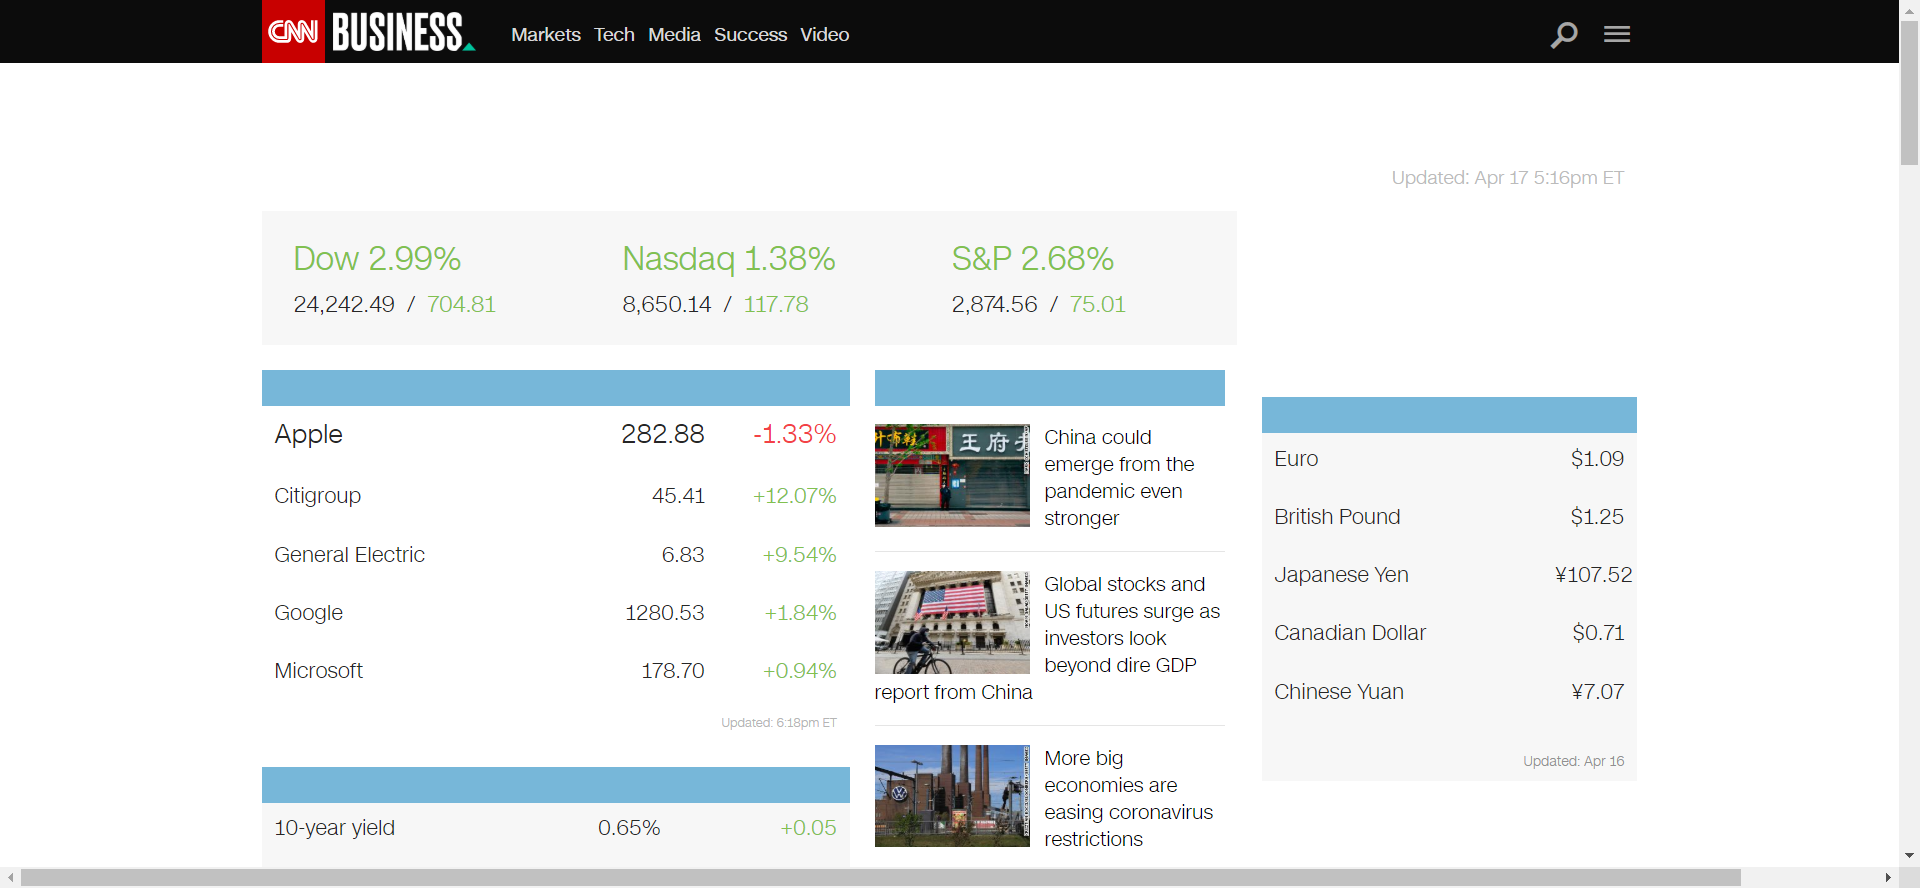 CNN BUSINESS Markets Tech Media Success Video
Updated: Apr 17 5:16pm ET
Dow 2.99%
24,242.49 / 704.81
Nasdaq 1.38%
8,650.14 / 117.78
S&P 2.68%
2,874.56 / 75.01
Apple 282.88 -1.33%
Citigroup 45.41 +12.07%
General Electric 6.83 +9.54%
Google 1280.53 +1.84%
Microsoft 178.70 +0.94%
Updated: 6:18pm ET
10-year yield 0.65% +0.05
王府
China could
emerge from the
pandemic even
stronger
Global stocks and
US futures surge as
investors look
beyond dire GDP
report from China
More big
economies are
easing coronavirus
restrictions
Euro $1.09
British Pound $1.25
Japanese Yen ¥107.52
Canadian Dollar $0.71
Chinese Yuan ¥7.07
Updated: Apr 16